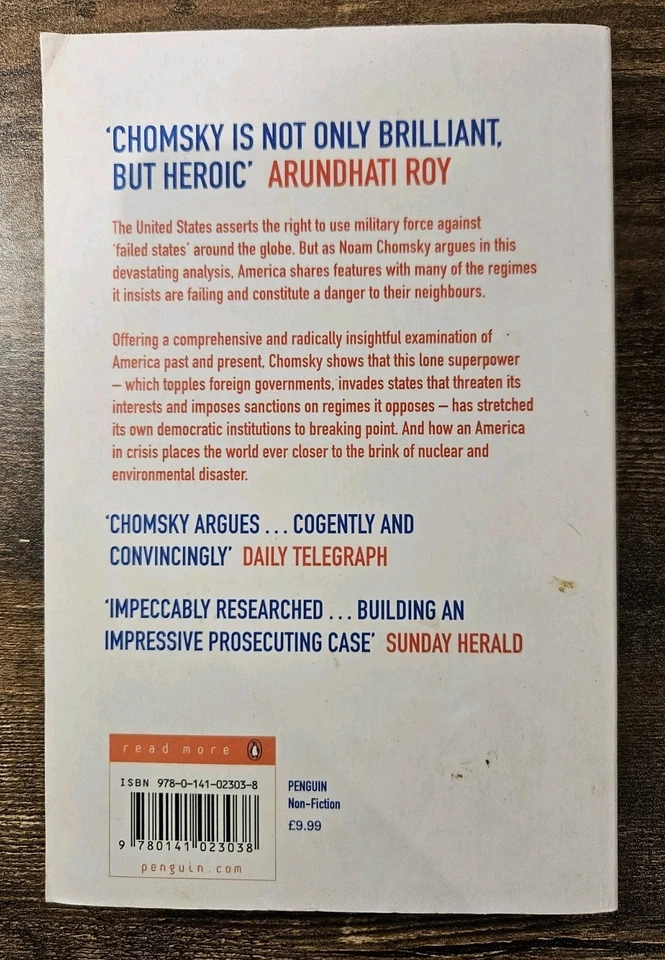 ‘CHOMSKY IS NOT ONLY BRILLIANT,
BUT HEROIC’ ARUNDHATI ROY
The United States asserts the right to use military force against
‘failed states’ around the globe. But as Noam Chomsky argues in this
devastating analysis, America shares features with many of the regimes
it insists are failing and constitute a danger to their neighbours.
Offering a comprehensive and radically insightful examination of
America past and present, Chomsky shows that this lone superpower
– which topples foreign governments, invades states that threaten its
interests and imposes sanctions on regimes it opposes – has stretched
its own democratic institutions to breaking point. And how an America
in crisis places the world ever closer to the brink of nuclear and
environmental disaster.
‘CHOMSKY ARGUES ... COGENTLY AND
CONVINCINGLY’ DAILY TELEGRAPH
‘IMPECCABLY RESEARCHED ... BUILDING AN
IMPRESSIVE PROSECUTING CASE’ SUNDAY HERALD
read more
ISBN 978-0-141-02303-8
9 780141 023038
penguin.com
PENGUIN
Non-Fiction
£9.99